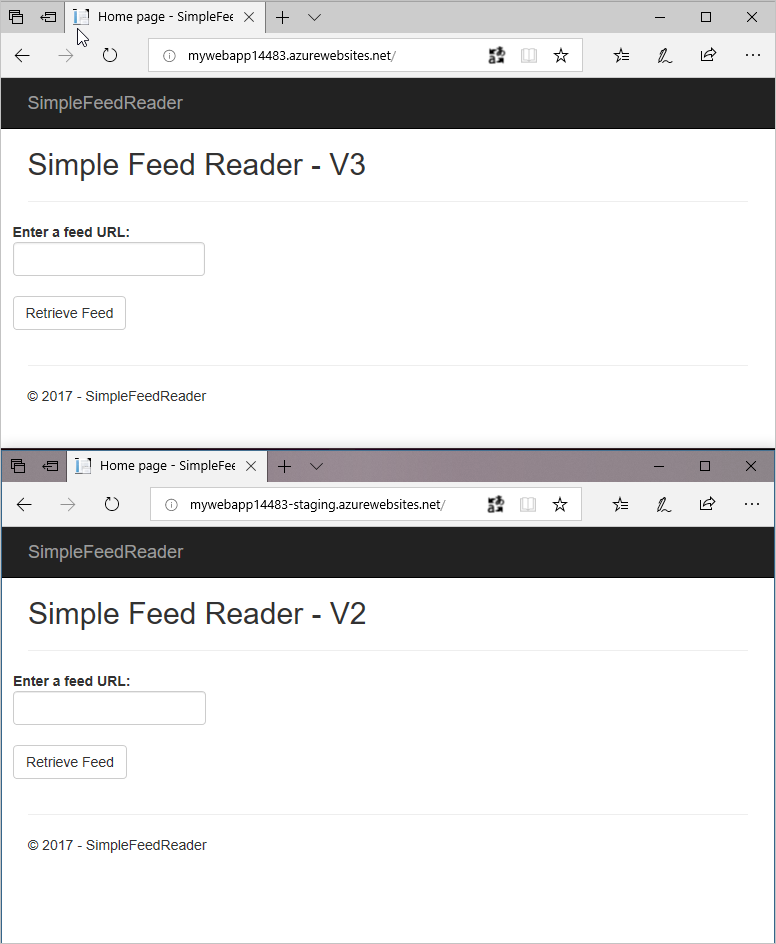 Home page - SimpleFee
mywebapp14483.azurewebsites.net/
SimpleFeedReader
Simple Feed Reader - V3
Enter a feed URL:
Retrieve Feed
© 2017 - SimpleFeedReader
Home page - SimpleFee
mywebapp14483-staging.azurewebsites.net/
SimpleFeedReader
Simple Feed Reader - V2
Enter a feed URL:
Retrieve Feed
© 2017 - SimpleFeedReader